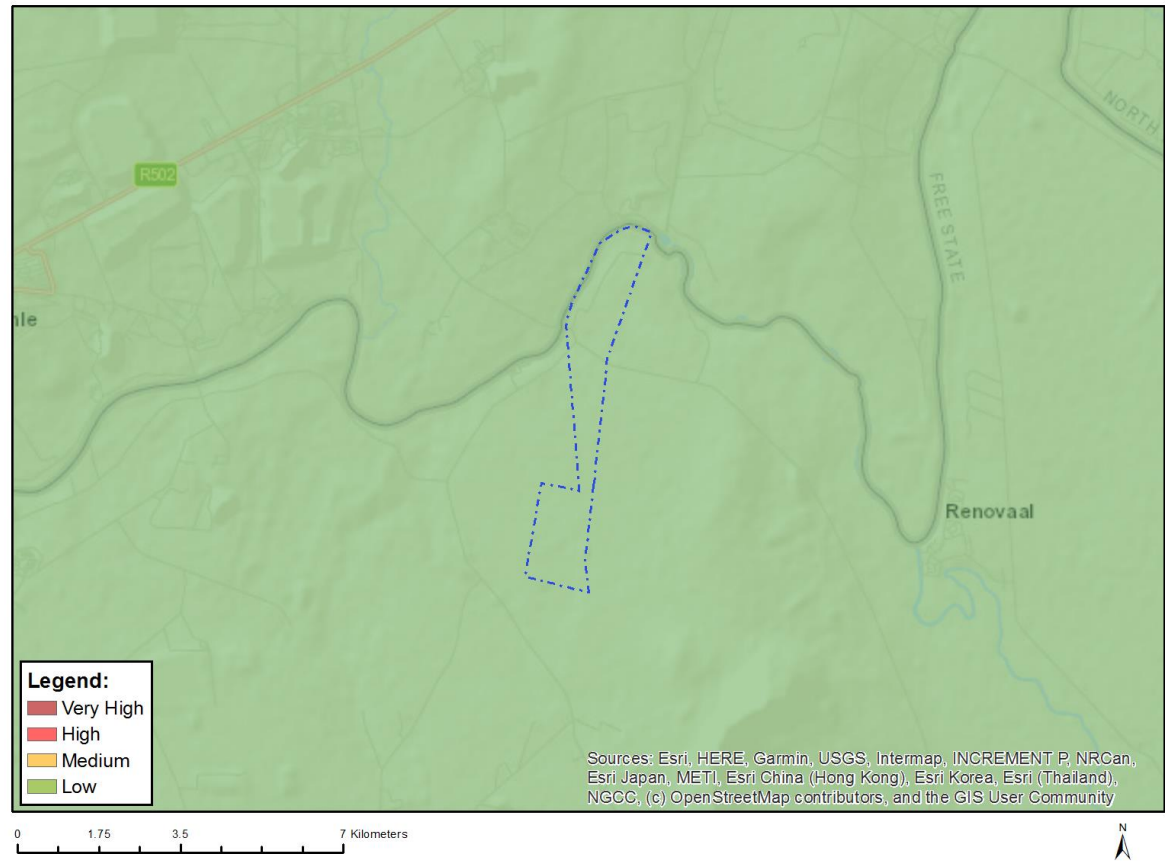 NORTH
R502
FREE STATE
nle
Renovaal
Legend:
Very High
High
Medium
Low
Sources: Esri, HERE, Garmin, USGS, Intermap, INCREMENT P, NRCan,
Esri Japan, METI, Esri China (Hong Kong), Esri Korea, Esri (Thailand),
NGCC, (c) OpenStreetMap contributors, and the GIS User Community
0 1.75 3.5 7 Kilometers
N